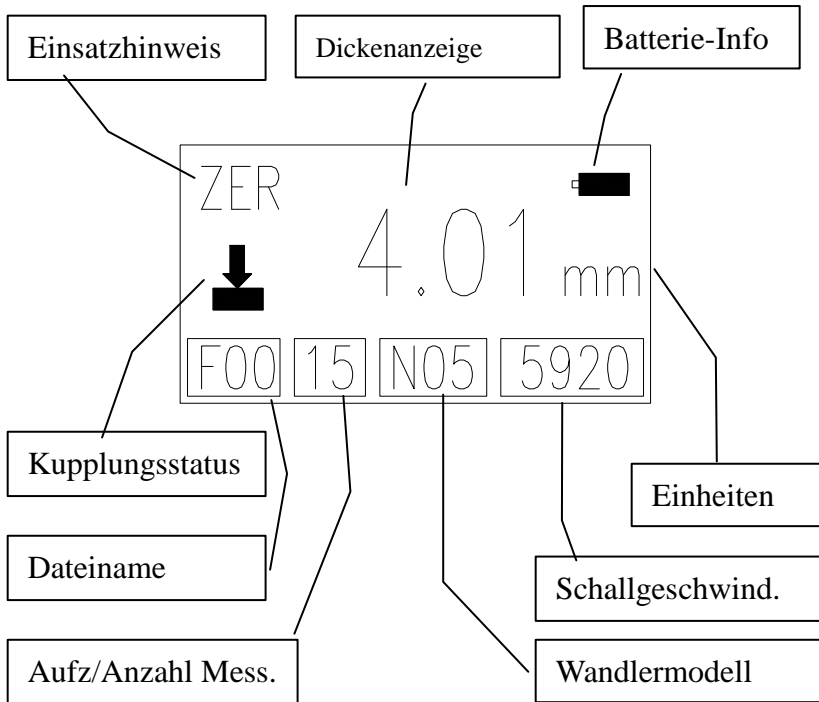 Einsatzhinweis
Dickenanzeige
Batterie-Info
ZER
4.01 mm
F00 15 N05 5920
Kupplungsstatus
Einheiten
Dateiname
Schallgeschwind.
Aufz/Anzahl Mess.
Wandlermodell